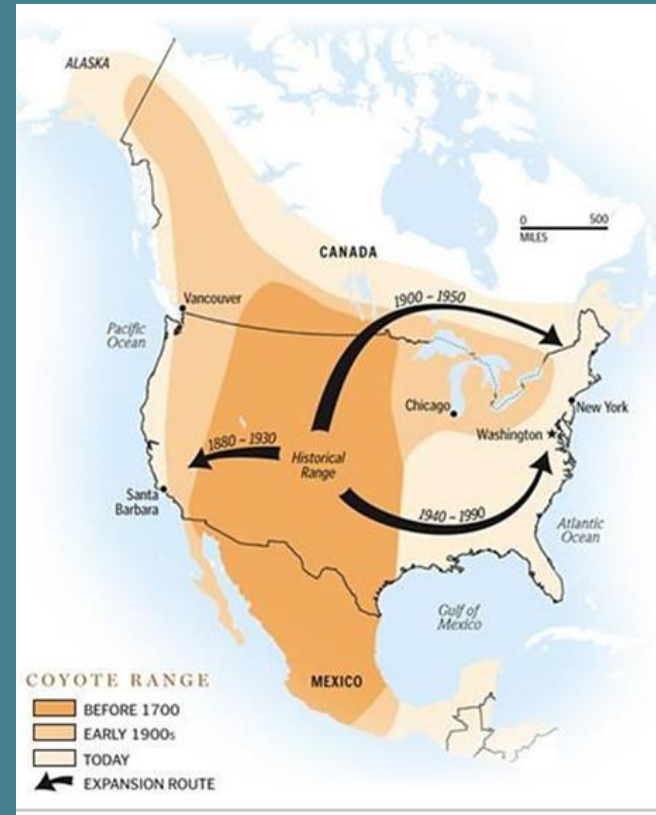 ALASKA
0 500
MILES
CANADA
1900 – 1950
Vancouver
Pacific
Ocean
Chicago
New York
Washington
1880 – 1930
Historical
Range
Santa
Barbara
1940 – 1990
Atlantic
Ocean
Gulf of
Mexico
MEXICO
COYOTE RANGE
BEFORE 1700
EARLY 1900s
TODAY
EXPANSION ROUTE